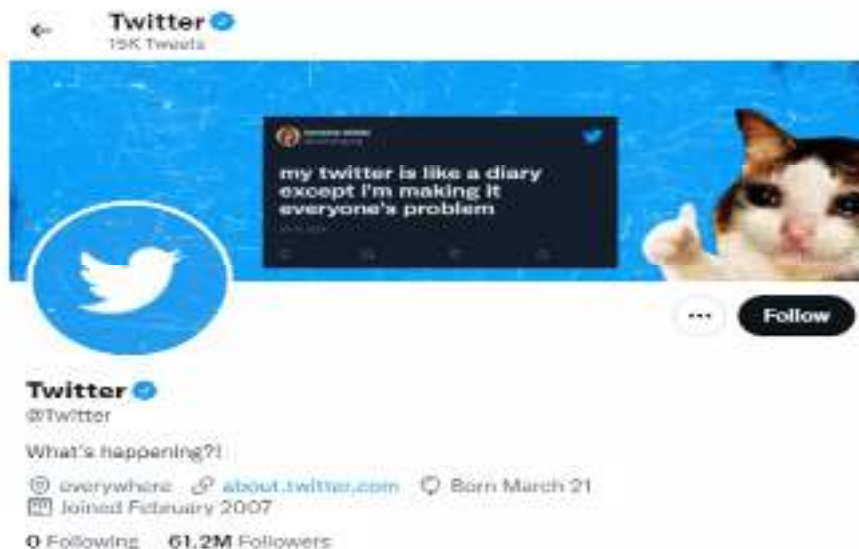 Twitter
15K Tweets
my twitter is like a diary
except i'm making it
everyone's problem
Follow
Twitter
@Twitter
What's happening?!
everywhere about.twitter.com Born March 21
Joined February 2007
0 Following 61.2M Followers